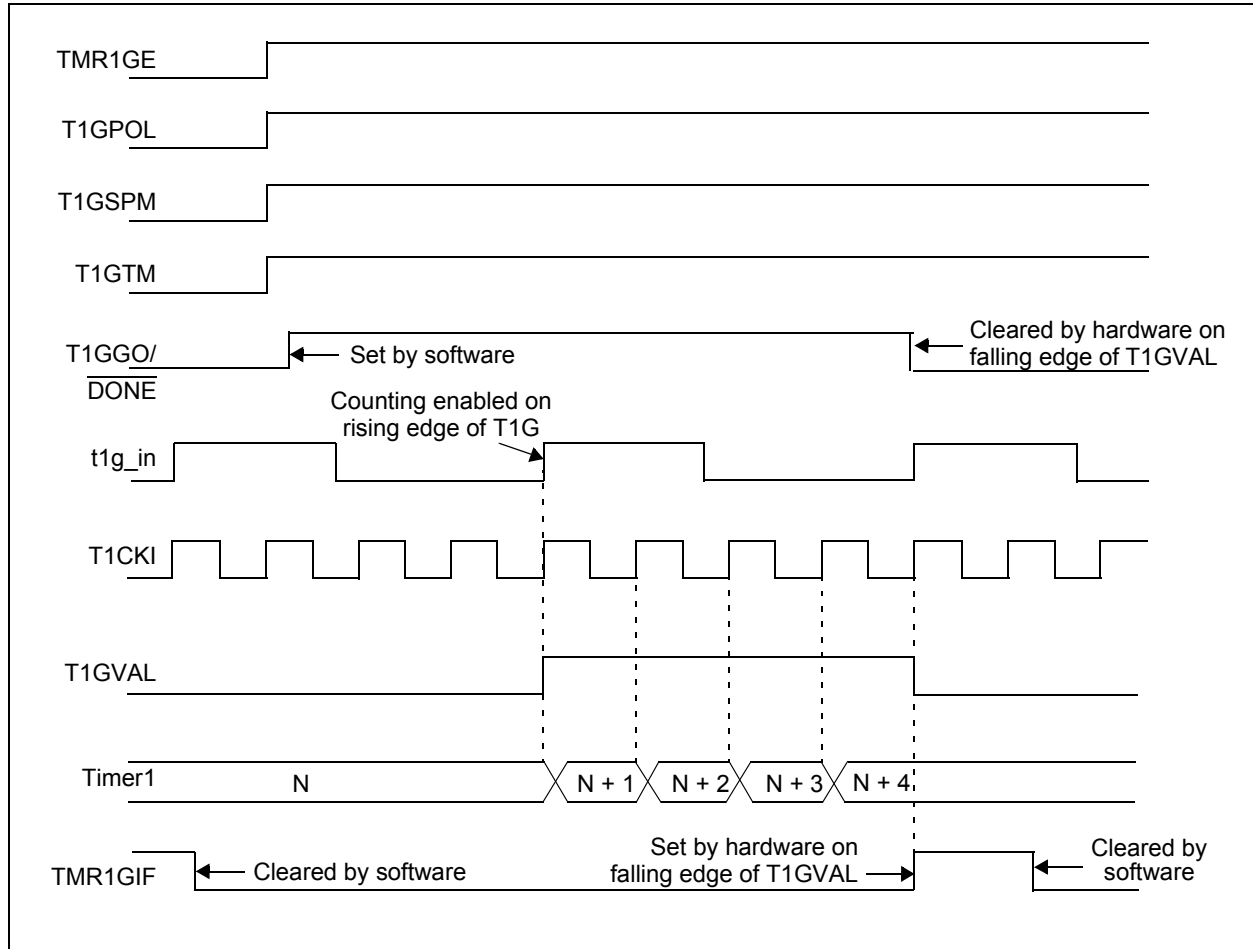 TMR1GE
T1GPOL
T1GSPM
T1GTM
T1GGO/
DONE
Set by software
Cleared by hardware on
falling edge of T1GVAL
Counting enabled on
rising edge of T1G
t1g_in
T1CKI
T1GVAL
Timer1
N
N + 1
N + 2
N + 3
N + 4
TMR1GIF
Cleared by software
Set by hardware on
falling edge of T1GVAL
Cleared by
software